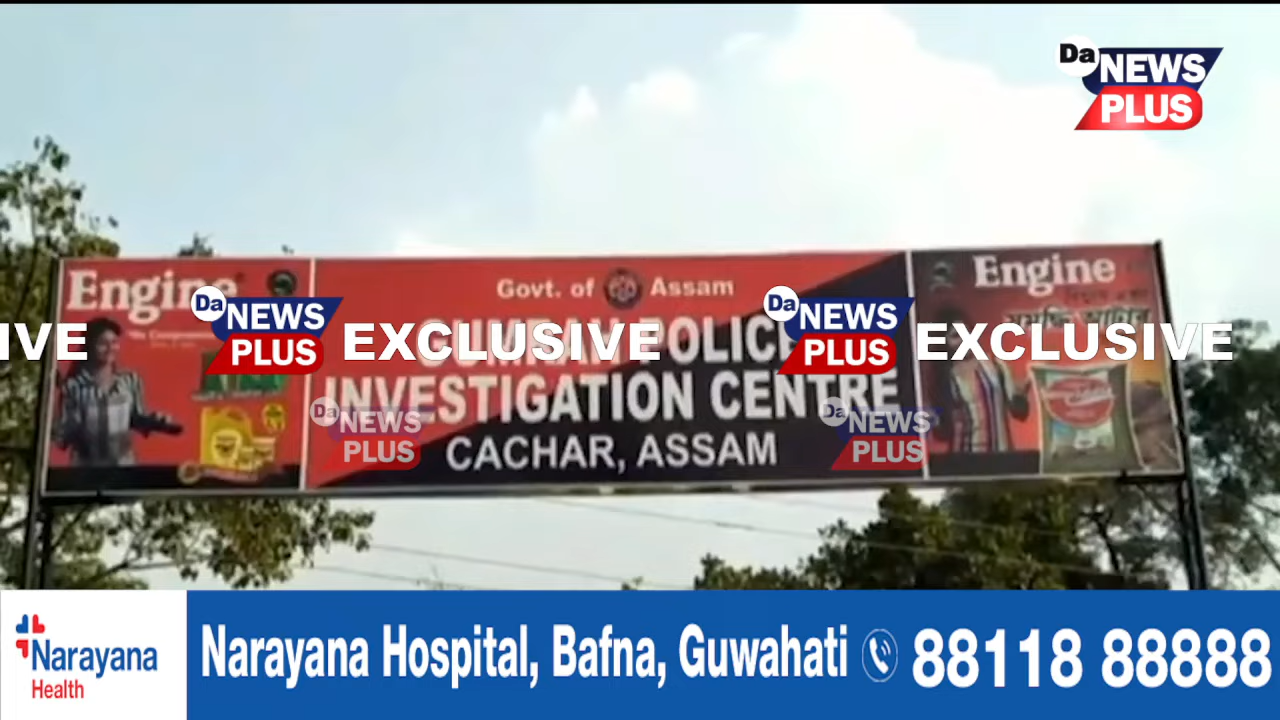 Da
NEWS
PLUS
Engine
Govt. of Assam
Engine
Da
NEWS
PLUS
EXCLUSIVE
POLICE
Da
NEWS
PLUS
EXCLUSIVE
IVE
INVESTIGATION CENTRE
Da
NEWS
PLUS
Da
NEWS
PLUS
CACHAR, ASSAM
Narayana
Health
Narayana Hospital, Bafna, Guwahati
88118 88888